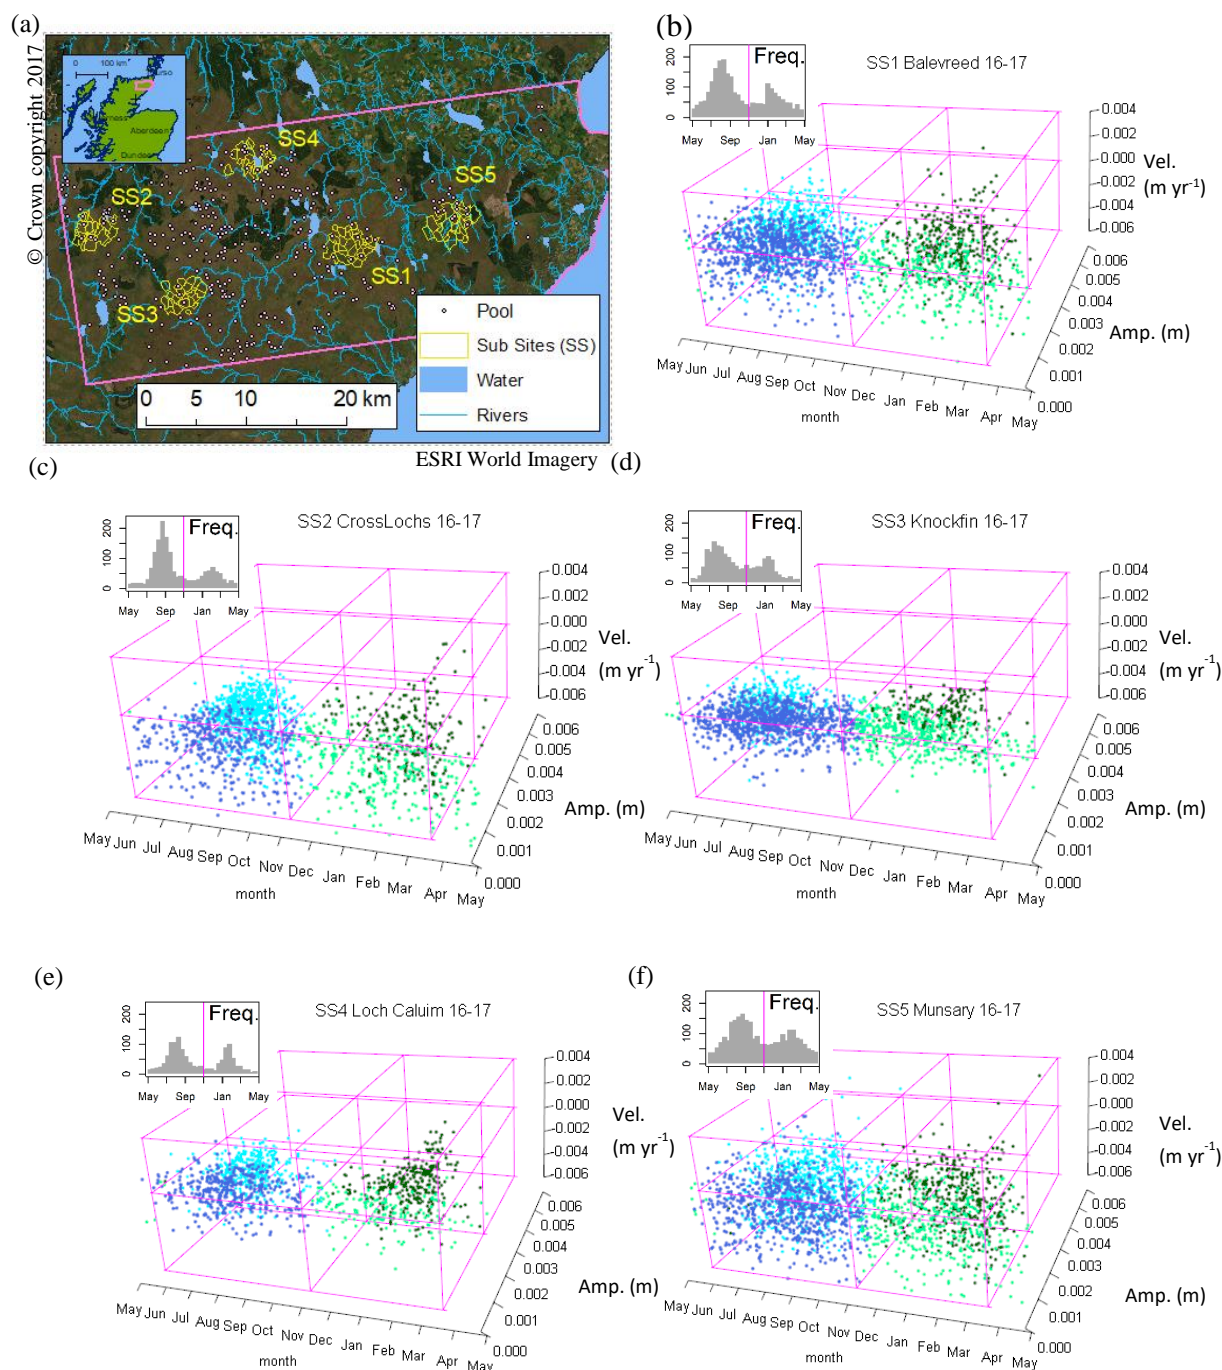 (a)
© Crown copyright 2017
0 100 km
urso
ness
Aberdeen
Dundee
SS4
SS2
SS5
SS1
SS3
Pool
Sub Sites (SS)
Water
Rivers
0 5 10 20 km
ESRI World Imagery
(b)
SS1 Balevreed 16-17
Freq.
200
100
0
May Sep Jan May
0.004
0.000
-0.002
-0.004
-0.006
Vel.
(m yr-1)
0.006
0.005
0.004
0.003
0.002
0.001
0.000
Amp. (m)
May Jun Jul Aug Sep Oct Nov Dec Jan Feb Mar Apr May
month
(c)
SS2 CrossLochs 16-17
Freq.
200
100
0
May Sep Jan May
0.004
0.002
0.000
-0.002
-0.004
-0.006
Vel.
(m yr-1)
0.006
0.005
0.004
0.003
0.002
0.001
0.000
Amp. (m)
May Jun Jul Aug Sep Oct Nov Dec Jan Feb Mar Apr May
month
(d)
SS3 Knockfin 16-17
Freq.
200
100
0
May Sep Jan May
0.004
0.002
0.000
-0.002
-0.004
-0.006
Vel.
(m yr-1)
0.006
0.005
0.004
0.003
0.002
0.001
0.000
Amp. (m)
May Jun Jul Aug Sep Oct Nov Dec Jan Feb Mar Apr May
month
(e)
SS4 Loch Caluim 16-17
Freq.
200
100
0
May Sep Jan May
0.004
0.002
0.000
-0.002
-0.004
-0.006
Vel.
(m yr-1)
0.006
0.005
0.004
0.003
0.002
0.001
0.000
Amp. (m)
May Jun Jul Aug Sep Oct Nov Dec Jan Feb Mar Apr May
month
(f)
SS5 Munsary 16-17
Freq.
200
100
0
May Sep Jan May
0.004
0.002
0.000
-0.002
-0.004
-0.006
Vel.
(m yr-1)
0.006
0.005
0.004
0.003
0.002
0.001
0.000
Amp. (m)
May Jun Jul Aug Sep Oct Nov Dec Jan Feb Mar Apr May
month